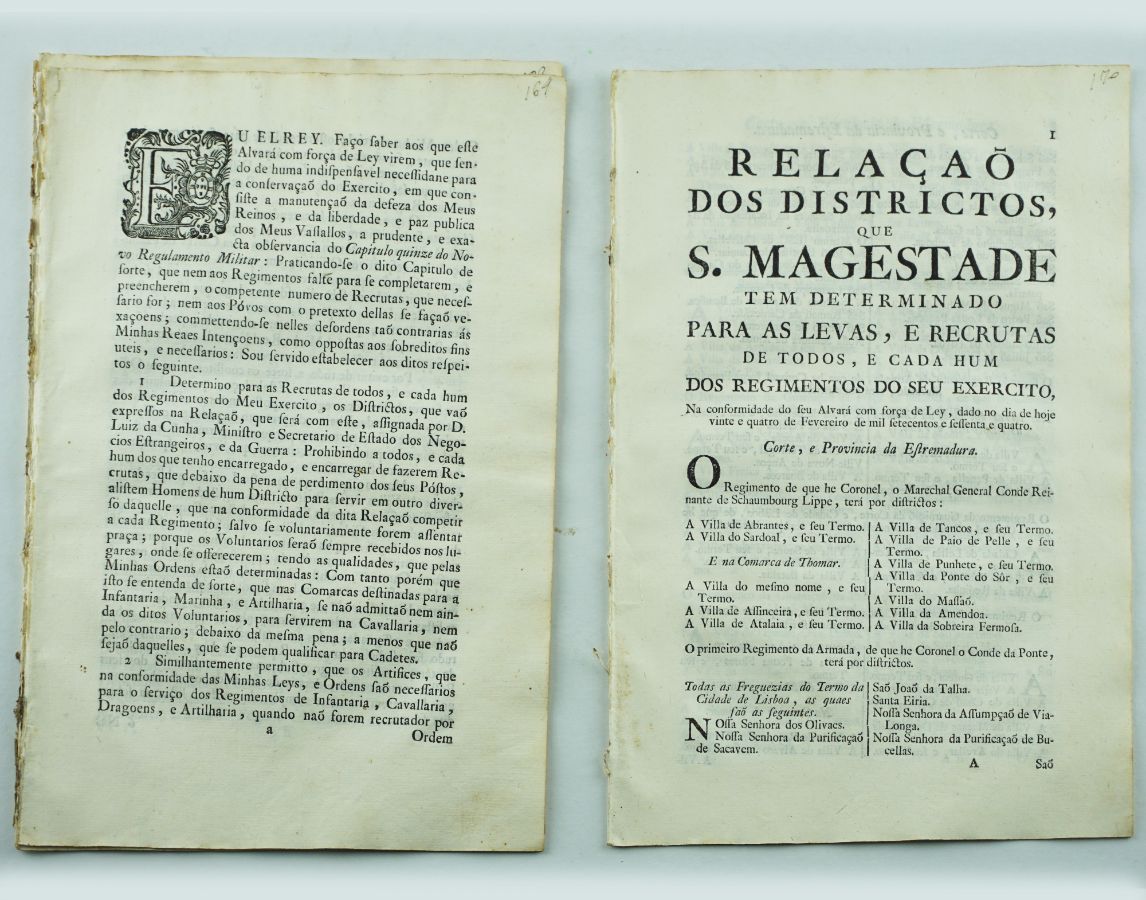 161
EU ELREY. Faço ſaber aos que eſte
Alvará com força de Ley virem, que ſen-
do de huma indiſpenſavel neceſſidane para
a conſervaçaõ do Exercito, em que con-
ſiſte a manutençaõ da defeza dos Meus
Reinos, e da liberdade, e paz publica
dos Meus Vaſſallos, a prudente, e exa-
cta obſervancia do Capitulo quinze do No-
vo Regulamento Militar: Praticando-ſe o dito Capitulo de
ſorte, que nem aos Regimentos falte para ſe completarem, e
preencherem, o competente numero de Recrutas, que neceſ-
ſario for; nem aos Póvos com o pretexto dellas ſe façaõ ve-
xaçoens; commettendo-ſe nelles deſordens taõ contrarias ás
Minhas Reaes Intençoens, como oppoſtas aos ſobreditos fins
uteis, e neceſſarios: Sou ſervido eſtabelecer aos ditos reſpei-
tos o ſeguinte.
1 Determino para as Recrutas de todos, e cada hum
dos Regimentos do Meu Exercito, os Diſtrictos, que vaõ
expreſſos na Relaçaõ, que ſerá com eſte, aſſignada por D.
Luiz da Cunha, Miniſtro e Secretario de Eſtado dos Nego-
cios Eſtrangeiros, e da Guerra: Prohibindo a todos, e cada
hum dos que tenho encarregado, e encarregar de fazerem Re-
crutas, que debaixo da pena de perdimento dos ſeus Póſtos,
aliſtem Homens de hum Diſtricto para ſervir em outro diver-
ſo daquelle, que na conformidade da dita Relaçaõ competir
a cada Regimento; ſalvo ſe voluntariamente forem aſſentar
praça; porque os Voluntarios ſeraõ ſempre recebidos nos lu-
gares, onde ſe offerecerem; tendo as qualidades, que pelas
Minhas Ordens eſtaõ determinadas: Com tanto porém que
iſto ſe entenda de ſorte, que nas Comarcas deſtinadas para a
Infantaria, Marinha, e Artilharia, ſe naõ admittaõ nem ain-
da os ditos Voluntarios, para ſervirem na Cavallaria, nem
pelo contrario; debaixo da meſma pena; a menos que naõ
ſejaõ daquelles, que ſe podem qualificar para Cadetes.
2 Similhantemente permitto, que os Artifices, que
na conformidade das Minhas Leys, e Ordens ſaõ neceſſarios
para o ſerviço dos Regimentos de Infantaria, Cavallaria,
Dragoens, e Artilharia, quando naõ forem recrutador por
a Ordem
170
1
RELAÇAÕ
DOS DISTRICTOS,
QUE
S. MAGESTADE
TEM DETERMINADO
PARA AS LEVAS, E RECRUTAS
DE TODOS, E CADA HUM
DOS REGIMENTOS DO SEU EXERCITO,
Na conformidade do ſeu Alvará com força de Ley, dado no dia de hoje
vinte e quatro de Fevereiro de mil ſetecentos e ſeſſenta e quatro.
Corte, e Provincia da Eſtremadura.
O Regimento de que he Coronel, o Marechal General Conde Rei-
nante de Schaumbourg Lippe, terá por diſtrictos:
A Villa de Abrantes, e ſeu Termo.
A Villa do Sardoal, e ſeu Termo.
E na Comarca de Thomar.
A Villa do meſmo nome, e ſeu
Termo.
A Villa de Aſſinceira, e ſeu Termo.
A Villa de Atalaia, e ſeu Termo.
A Villa de Tancos, e ſeu Termo.
A Villa de Paio de Pelle, e ſeu
Termo.
A Villa de Punhete, e ſeu Termo.
A Villa da Ponte do Sôr, e ſeu
Termo.
A Villa do Maſſaõ.
A Villa da Amendoa.
A Villa da Sobreira Fermoſa.
O primeiro Regimento da Armada, de que he Coronel o Conde da Ponte,
terá por diſtrictos.
Todas as Freguezias do Termo da
Cidade de Lisboa, as quaes
ſaõ as ſeguintes.
NOſſa Senhora dos Olivaes.
Noſſa Senhora da Purificaçaõ
de Sacavem.
Saõ Joaõ da Talha.
Santa Eiria.
Noſſa Senhora da Aſſumpçaõ de Via-
Longa.
Noſſa Senhora da Purificaçaõ de Bu-
cellas.
A Saõ